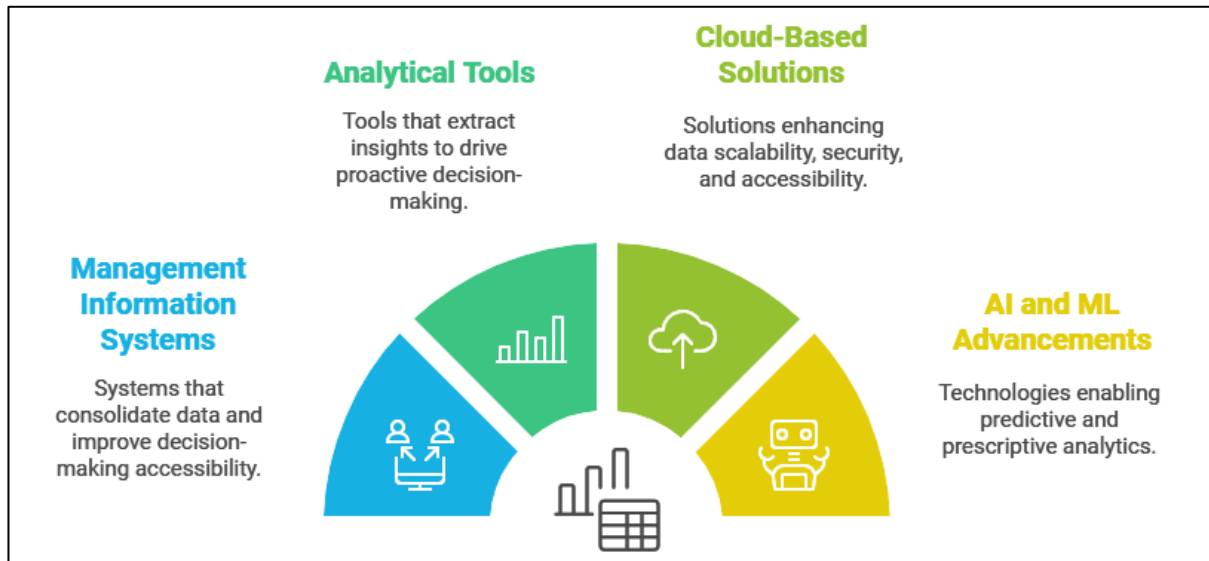 Management
Information
Systems
Systems that
consolidate data and
improve decision-
making accessibility.
Analytical Tools
Tools that extract
insights to drive
proactive decision-
making.
Cloud-Based
Solutions
Solutions enhancing
data scalability, security,
and accessibility.
AI and ML
Advancements
Technologies enabling
predictive and
prescriptive analytics.